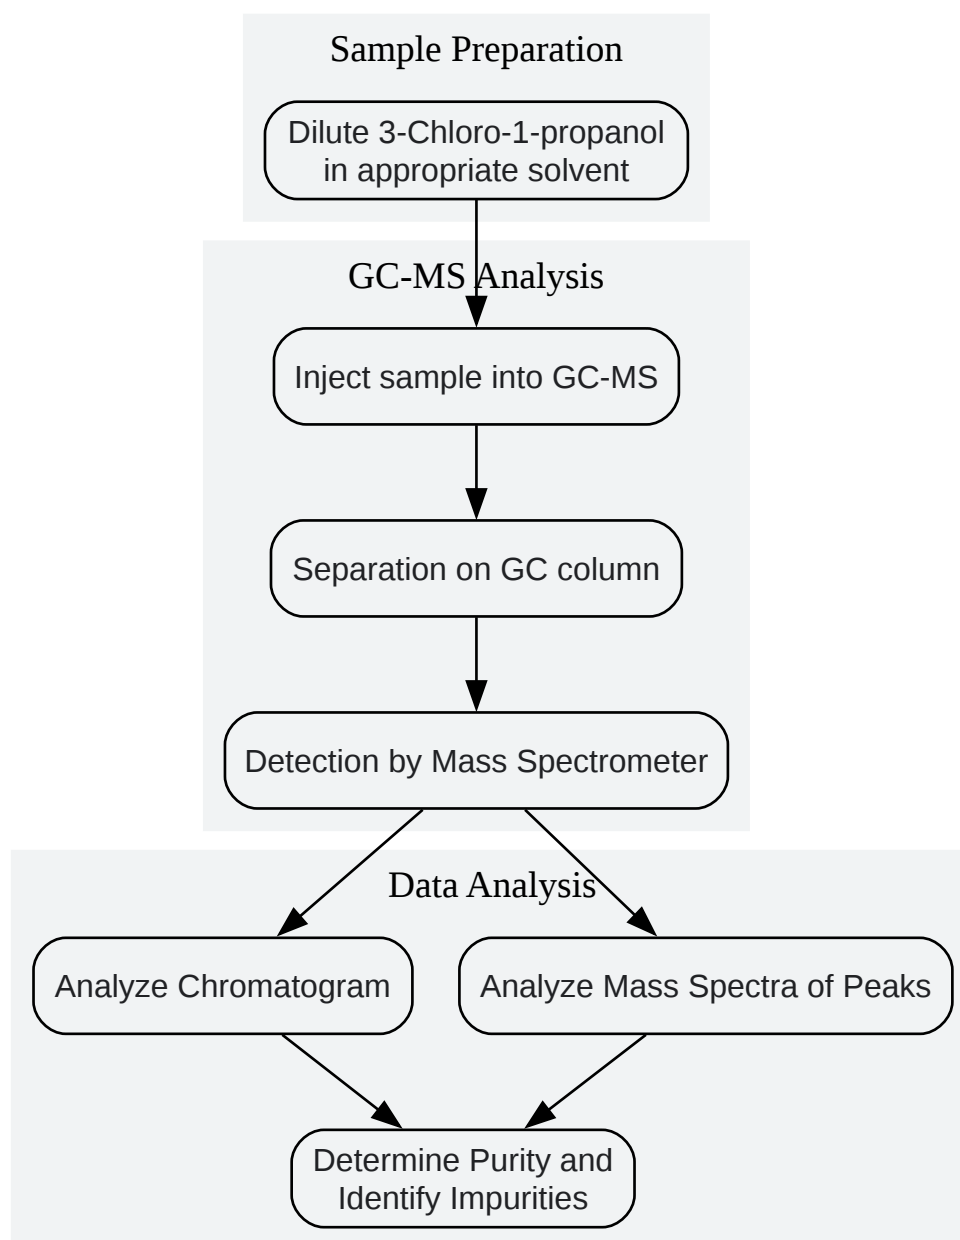 Sample Preparation
Dilute 3-Chloro-1-propanol
in appropriate solvent
GC-MS Analysis
Inject sample into GC-MS
Separation on GC column
Detection by Mass Spectrometer
Data Analysis
Analyze Chromatogram
Analyze Mass Spectra of Peaks
Determine Purity and
Identify Impurities